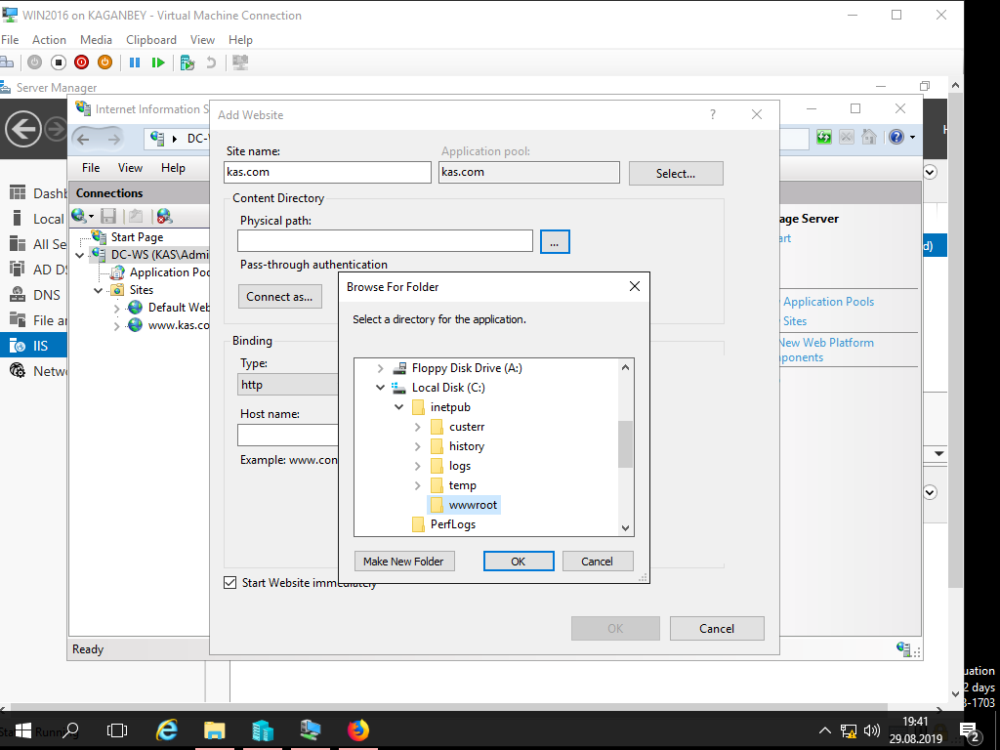 WIN2016 on KAGANBEY - Virtual Machine Connection
File Action Media Clipboard View Help
Server Manager
Internet Information S
Add Website
?
DC-
File View Help
Connections
Start Page
DC-WS (KAS\Admi
Application Poo
Sites
Default Web
www.kas.co
Dashb
Local
All Se
AD DS
DNS
File an
IIS
Netwo
Site name:
kas.com
Application pool:
kas.com
Select...
Content Directory
Physical path:
...
Pass-through authentication
Connect as...
Binding
Type:
http
Host name:
Example: www.con
Start Website immediately
OK
Cancel
Browse For Folder
Select a directory for the application.
Floppy Disk Drive (A:)
Local Disk (C:)
inetpub
custerr
history
logs
temp
wwwroot
PerfLogs
Make New Folder
OK
Cancel
age Server
art
Application Pools
Sites
New Web Platform
ponents
d)
Ready
uation
2 days
3-1703
19:41
29.08.2019
2